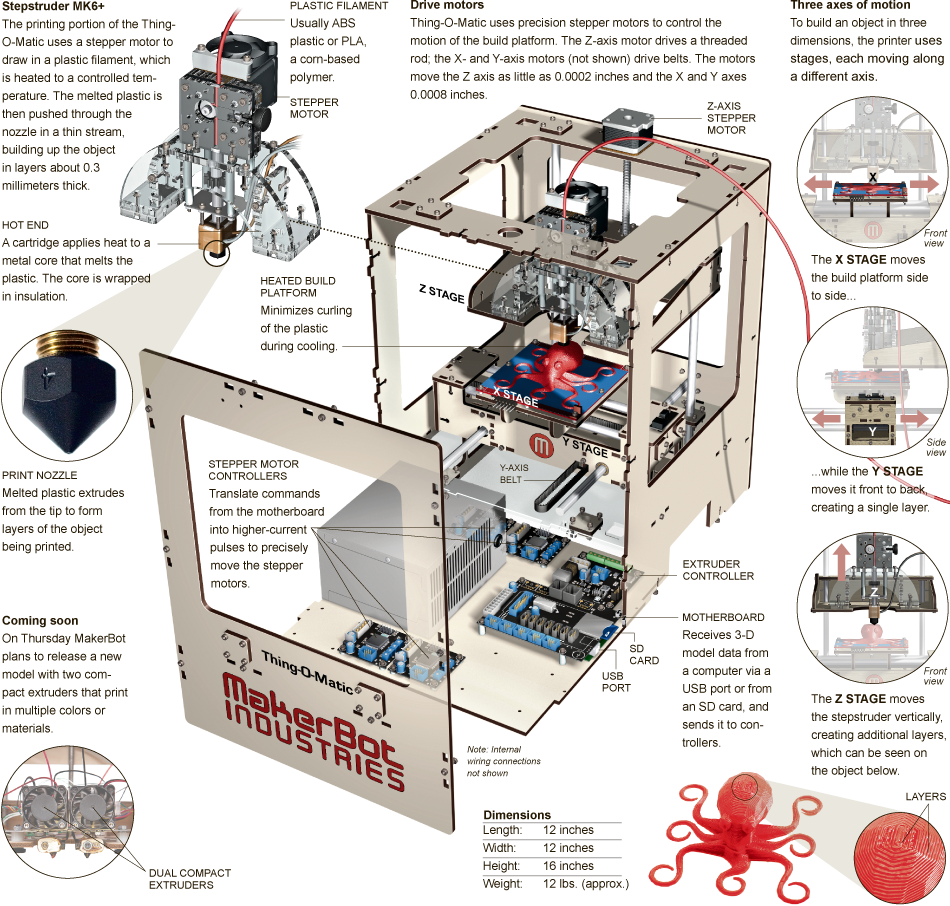 Stepstruder MK6+
The printing portion of the Thing-
O-Matic uses a stepper motor to
draw in a plastic filament, which
is heated to a controlled tem-
perature. The melted plastic is
then pushed through the
nozzle in a thin stream,
building up the object
in layers about 0.3
millimeters thick.
PLASTIC FILAMENT
Usually ABS
plastic or PLA,
a corn-based
polymer.
STEPPER
MOTOR
HOT END
A cartridge applies heat to a
metal core that melts the
plastic. The core is wrapped
in insulation.
PRINT NOZZLE
Melted plastic extrudes
from the tip to form
layers of the object
being printed.
Coming soon
On Thursday MakerBot
plans to release a new
model with two com-
pact extruders that print
in multiple colors or
materials.
DUAL COMPACT
EXTRUDERS
Drive motors
Thing-O-Matic uses precision stepper motors to control the
motion of the build platform. The Z-axis motor drives a threaded
rod; the X- and Y-axis motors (not shown) drive belts. The motors
move the Z axis as little as 0.0002 inches and the X and Y axes
0.0008 inches.
Z-AXIS
STEPPER
MOTOR
HEATED BUILD
PLATFORM
Minimizes curling
of the plastic
during cooling.
Z STAGE
X STAGE
M
Y STAGE
Y-AXIS
BELT
STEPPER MOTOR
CONTROLLERS
Translate commands
from the motherboard
into higher-current
pulses to precisely
move the stepper
motors.
EXTRUDER
CONTROLLER
MOTHERBOARD
Receives 3-D
model data from
a computer via a
USB port or from
an SD card, and
sends it to con-
trollers.
SD
CARD
USB
PORT
Thing-O-Matic
MakerBot
INDUSTRIES
Note: Internal
wiring connections
not shown
Dimensions
Length: 12 inches
Width: 12 inches
Height: 16 inches
Weight: 12 lbs. (approx.)
Three axes of motion
To build an object in three
dimensions, the printer uses
stages, each moving along
a different axis.
X
M
Front
view
The X STAGE moves
the build platform side
to side...
Y
Side
view
...while the Y STAGE
moves it front to back,
creating a single layer.
Z
Front
view
The Z STAGE moves
the stepstruder vertically,
creating additional layers,
which can be seen on
the object below.
LAYERS